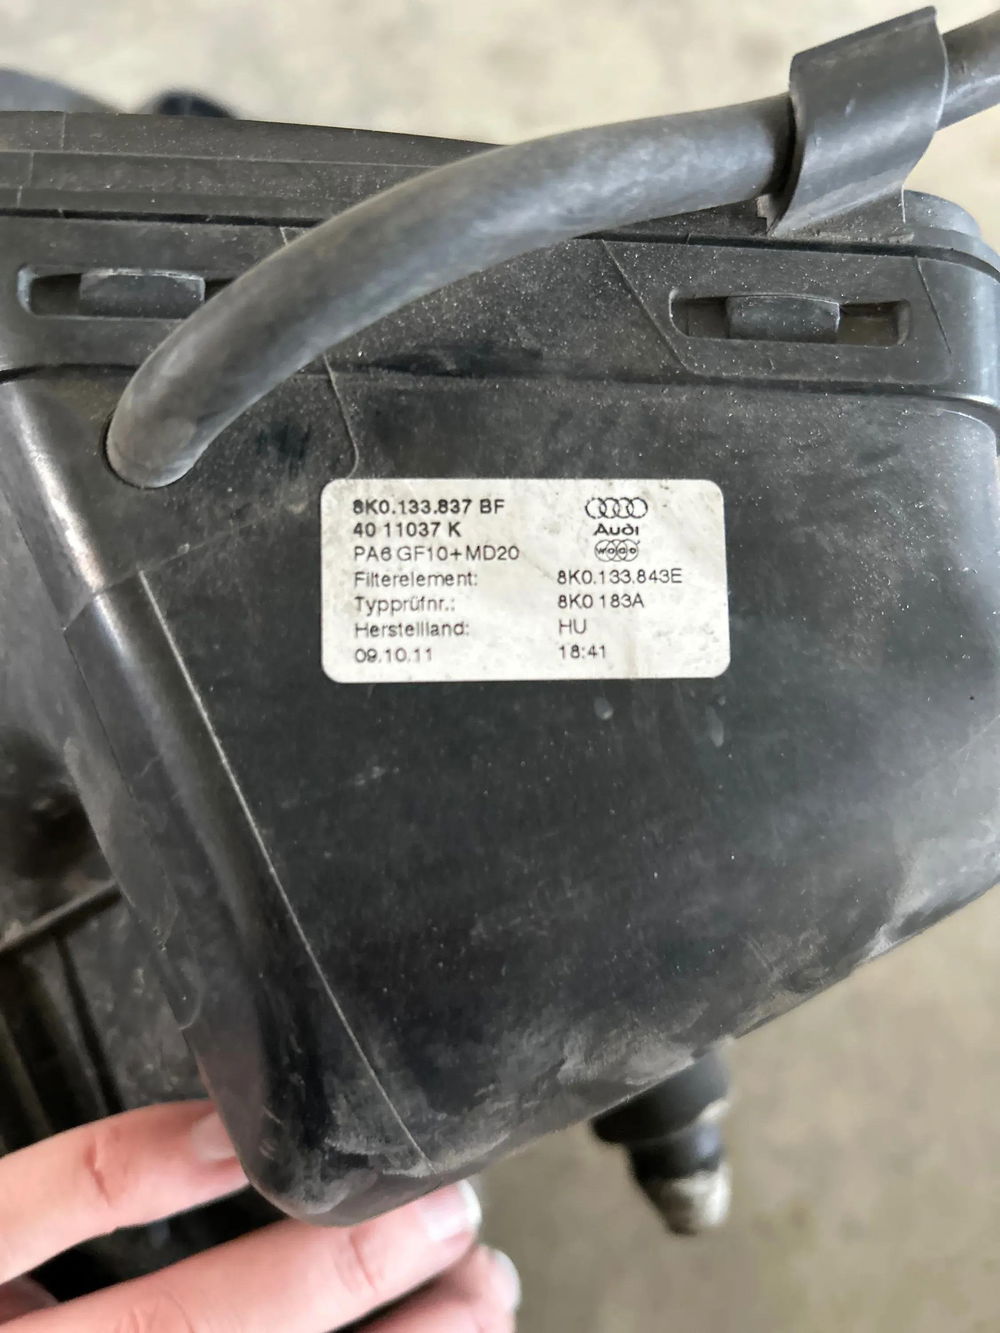 8K0.133.837 BF
40 11037 K
Audi
PA6 GF10+MD20
woco
Filterelement: 8K0.133.843E
Typprüfnr.: 8K0 183A
Herstellland: HU
09.10.11 18:41